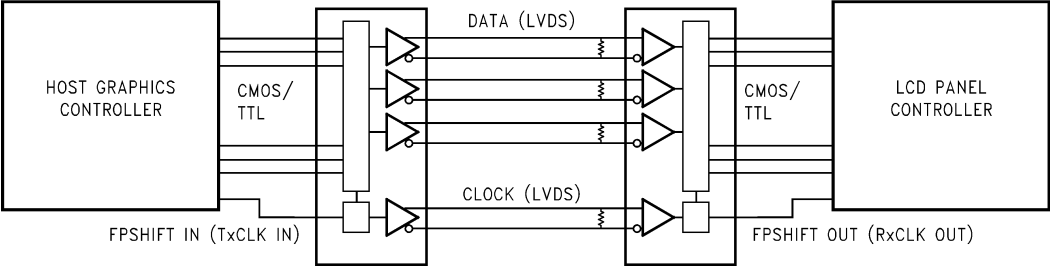 DATA (LVDS)
HOST GRAPHICS
CONTROLLER
CMOS/
TTL
CMOS/
TTL
LCD PANEL
CONTROLLER
CLOCK (LVDS)
FPSHIFT IN (TxCLK IN)
FPSHIFT OUT (RxCLK OUT)